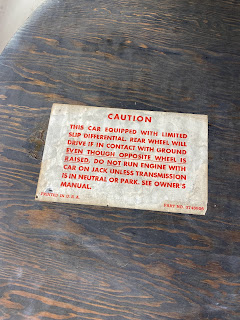 CAUTION
THIS CAR EQUIPPED WITH LIMITED
SLIP DIFFERENTIAL. REAR WHEEL WILL
DRIVE IF IN CONTACT WITH GROUND
EVEN THOUGH OPPOSITE WHEEL IS
RAISED. DO NOT RUN ENGINE WITH
CAR ON JACK UNLESS TRANSMISSION
IS IN NEUTRAL OR PARK. SEE OWNER'S
MANUAL.
PRINTED IN U.S.A.
PART NO.